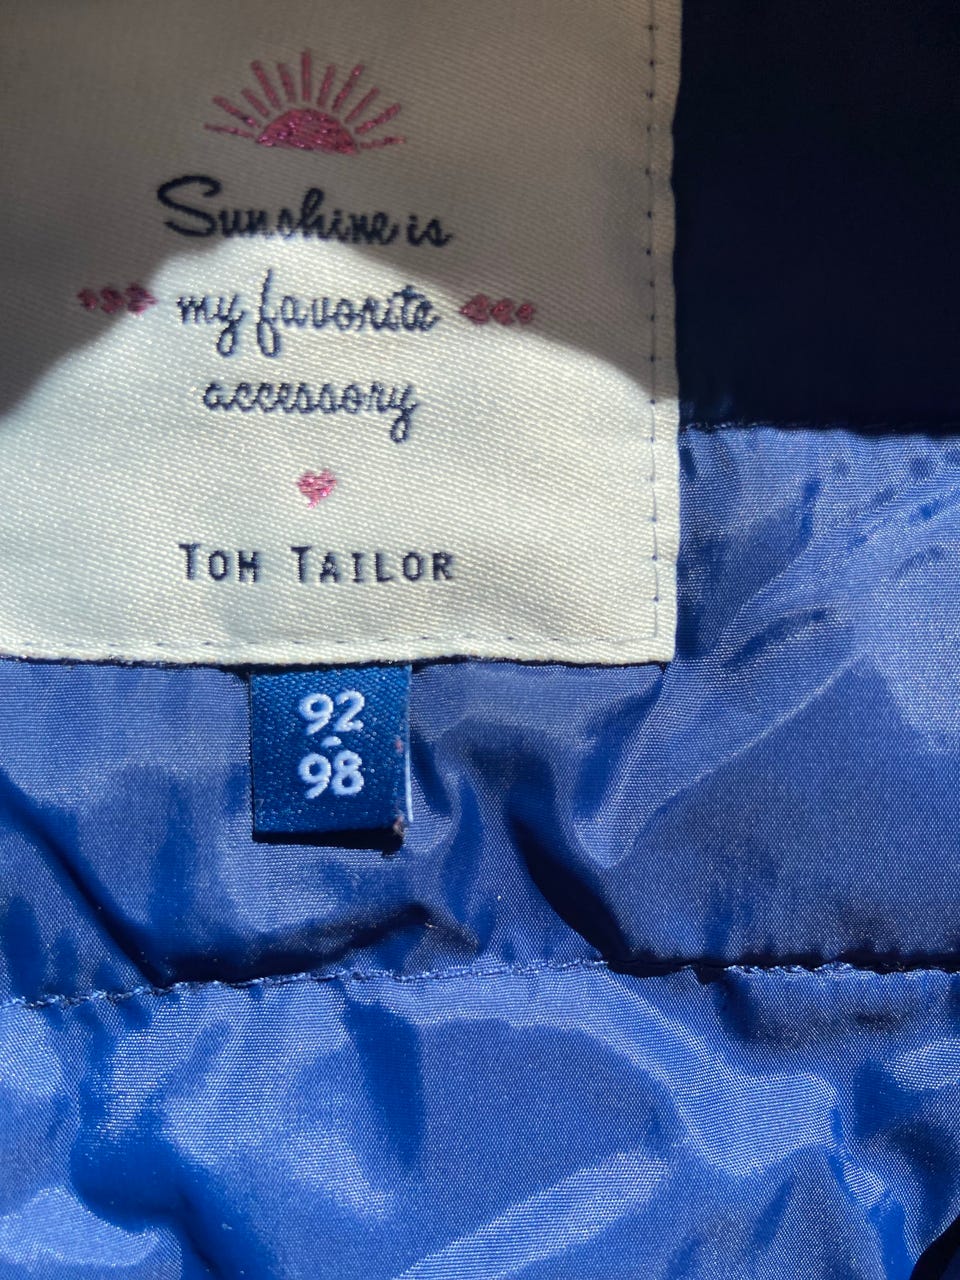 Sunshine is
my favorite
accessory
TOM TAILOR
92
-
98